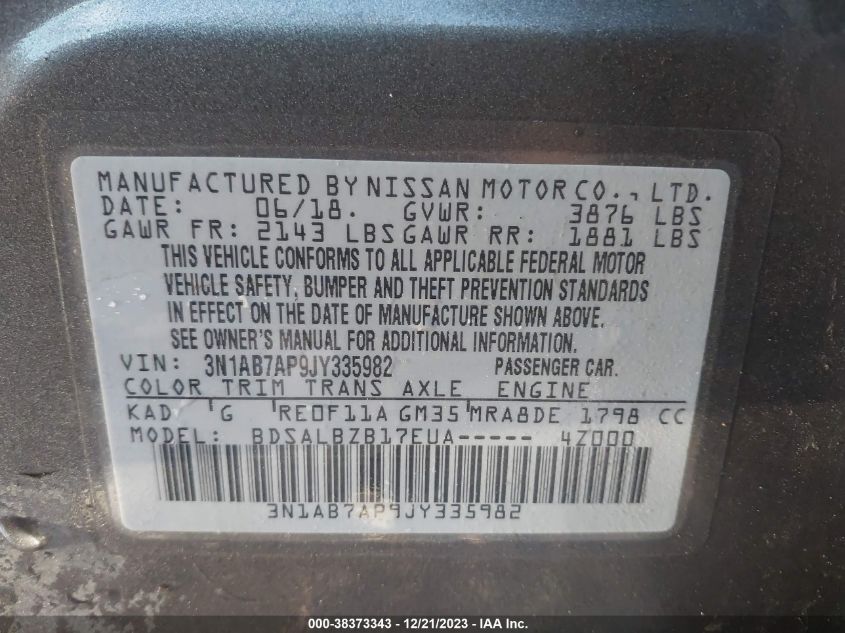 MANUFACTURED BY NISSAN MOTOR CO., LTD.
DATE: 06/18. GVWR: 3876 LBS
GAWR FR: 2143 LBS GAWR RR: 1881 LBS
THIS VEHICLE CONFORMS TO ALL APPLICABLE FEDERAL MOTOR
VEHICLE SAFETY, BUMPER AND THEFT PREVENTION STANDARDS
IN EFFECT ON THE DATE OF MANUFACTURE SHOWN ABOVE.
SEE OWNER'S MANUAL FOR ADDITIONAL INFORMATION.
VIN: 3N1AB7AP9JY335982 PASSENGER CAR.
COLOR TRIM TRANS AXLE ENGINE
KAD G RE0F11A GM35 MRA8DE 1798 CC
MODEL: BDSALBZB17EUA----- 4Z000
3N1AB7AP9JY335982
000-38373343 - 12/21/2023 - IAA Inc.